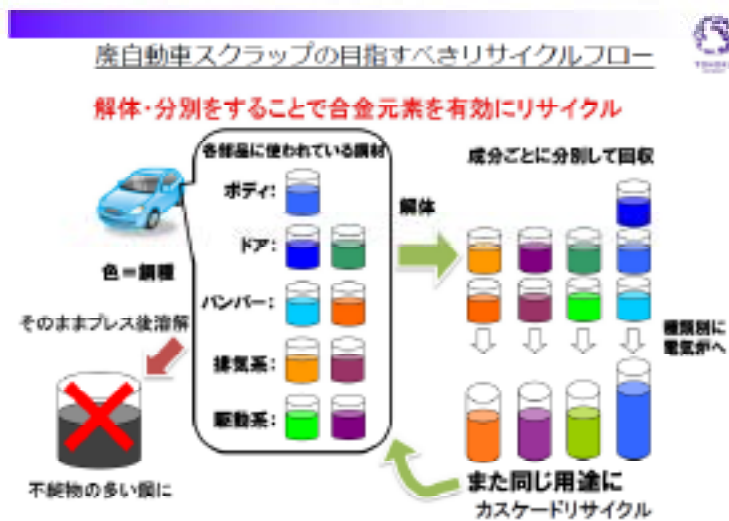 廃自動車スクラップの目指すべきリサイクルフロー
TOHOKU
解体・分別をすることで合金元素を有効にリサイクル
各部品に使われている鋼材
成分ごとに分別して回収
ボディ:
解体
ドア:
色=鋼種
バンパー:
そのままプレス後溶解
種類別に
電気炉へ
排気系:
駆動系:
不純物の多い鋼に
また同じ用途に
カスケードリサイクル